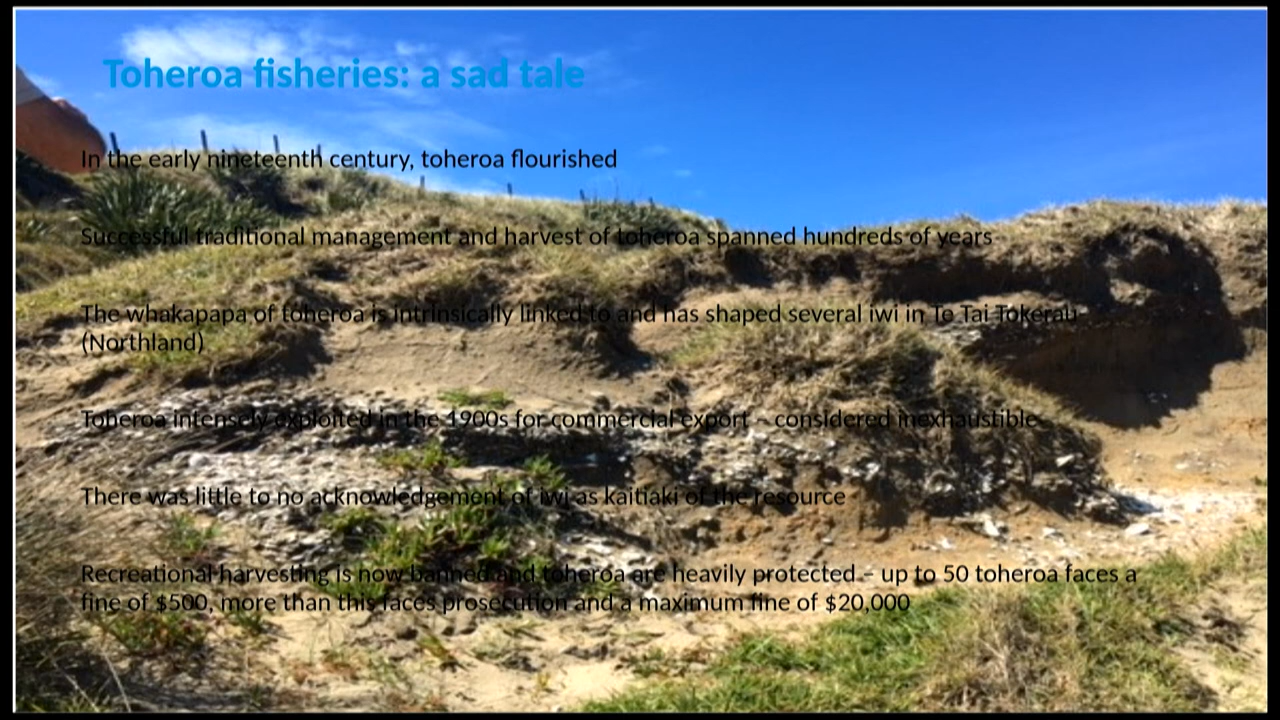 Toheroa fisheries: a sad tale
In the early nineteenth century, toheroa flourished
Successful traditional management and harvest of toheroa spanned hundreds of years
The whakapapa of toheroa is intrinsically linked to and has shaped several iwi in Te Tai Tokerau
(Northland)
Toheroa intensely exploited in the 1900s for commercial export – considered inexhaustible
There was little to no acknowledgement of iwi as kaitiaki of the resource
Recreational harvesting is now banned and toheroa are heavily protected – up to 50 toheroa faces a
fine of $500, more than this faces prosecution and a maximum fine of $20,000